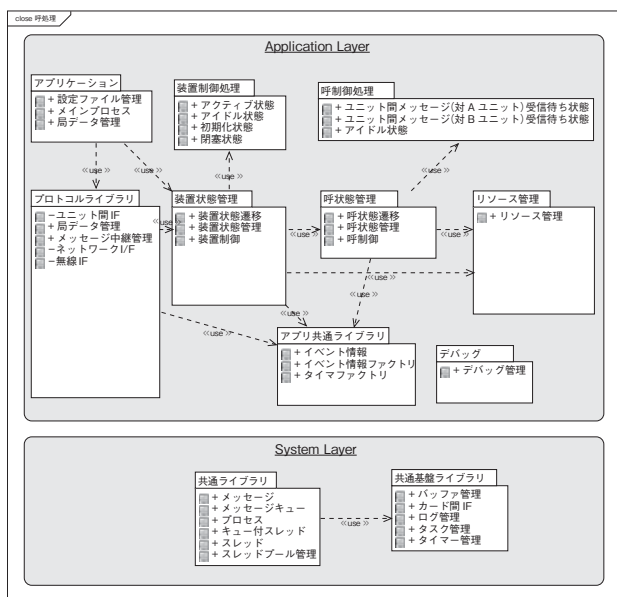 close 呼処理
Application Layer
アプリケーション
+ 設定ファイル管理
+ メインプロセス
+ 局データ管理
装置制御処理
+ アクティブ状態
+ アイドル状態
+ 初期化状態
+ 閉塞状態
呼制御処理
+ ユニット間メッセージ(対 A ユニット)受信待ち状態
+ ユニット間メッセージ(対 B ユニット)受信待ち状態
+ アイドル状態
≪use≫
≪use≫
≪use≫
≪use≫
プロトコルライブラリ
−ユニット間 IF
+ 局データ管理
+ メッセージ中継管理
−ネットワークI/F
−無線 IF
≪use≫
装置状態管理
+ 装置状態遷移
+ 装置状態管理
+ 装置制御
≪use≫
呼状態管理
+ 呼状態遷移
+ 呼状態管理
+ 呼制御
≪use≫
リソース管理
+ リソース管理
≪use≫
≪use≫
≪use≫
≪use≫
アプリ共通ライブラリ
+ イベント情報
+ イベント情報ファクトリ
+ タイマファクトリ
デバッグ
+ デバッグ管理
System Layer
共通ライブラリ
+ メッセージ
+ メッセージキュー
+ プロセス
+ キュー付スレッド
+ スレッド
+ スレッドプール管理
≪use≫
共通基盤ライブラリ
+ バッファ管理
+ カード間 IF
+ ログ管理
+ タスク管理
+ タイマー管理